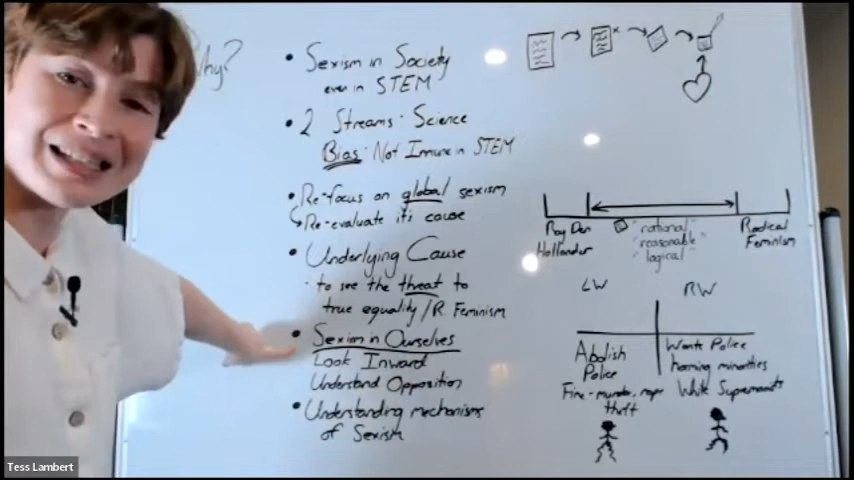 Why?
• Sexism in Society
even in STEM
• 2 Streams - Science
Bias - Not Immune in STEM
• Re-focus on global sexism
Re-evaluate its cause
• Underlying Cause
- to see the threat to
true equality / R. Feminism
• Sexism in Ourselves
Look Inward
Understand Opposition
• Understanding mechanisms
of Sexism
Roy Den
Hollander
"rational"
"reasonable"
"logical"
Radical
Feminism
LW
RW
Abolish
Police
Fine - murder, rape
theft
Wants Police
harming minorities
White Supremacists
Tess Lambert